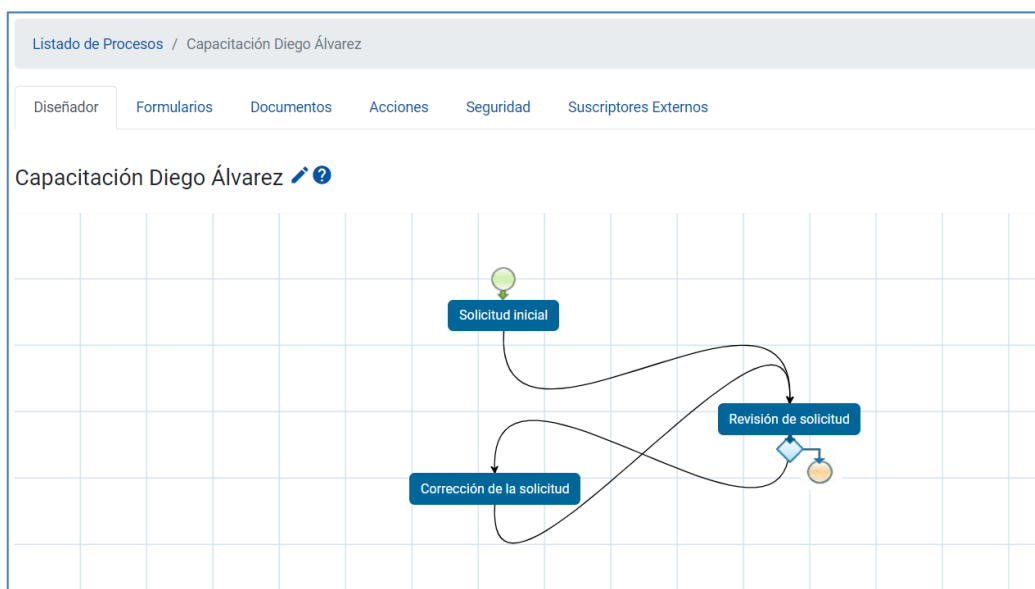 Listado de Procesos / Capacitación Diego Álvarez
Diseñador Formularios Documentos Acciones Seguridad Suscriptores Externos
Capacitación Diego Álvarez
Solicitud inicial
Revisión de solicitud
Corrección de la solicitud